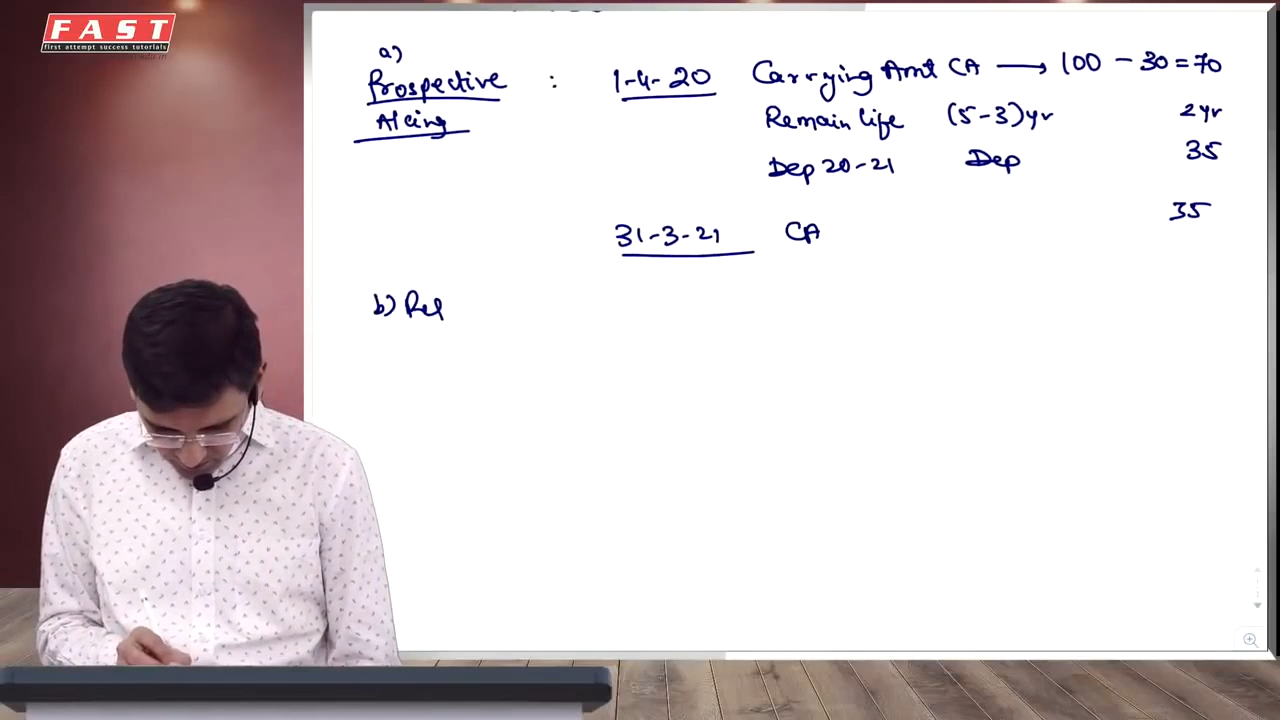 FAST
first attempt success tutorials
a)
Prospective : 1-4-20 Carrying Amt CA → 100 - 30 = 70
Alcing Remain life (5-3)yr 2yr
Dep 20-21 Dep 35
35
31-3-21 CA
b) Rel